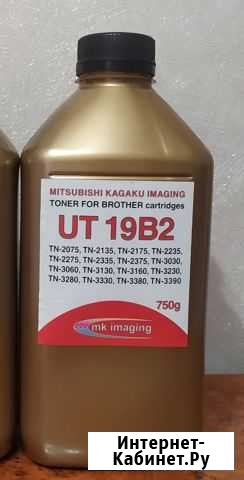 MITSUBISHI KAGAKU IMAGING
TONER FOR BROTHER cartridges
UT 19B2
TN-2075, TN-2135, TN-2175, TN-2235,
TN-2275, TN-2335, TN-2375, TN-3030,
TN-3060, TN-3130, TN-3160, TN-3230,
TN-3280, TN-3330, TN-3380, TN-3390
750g
mk imaging
Интернет-
Кабинет.Ру